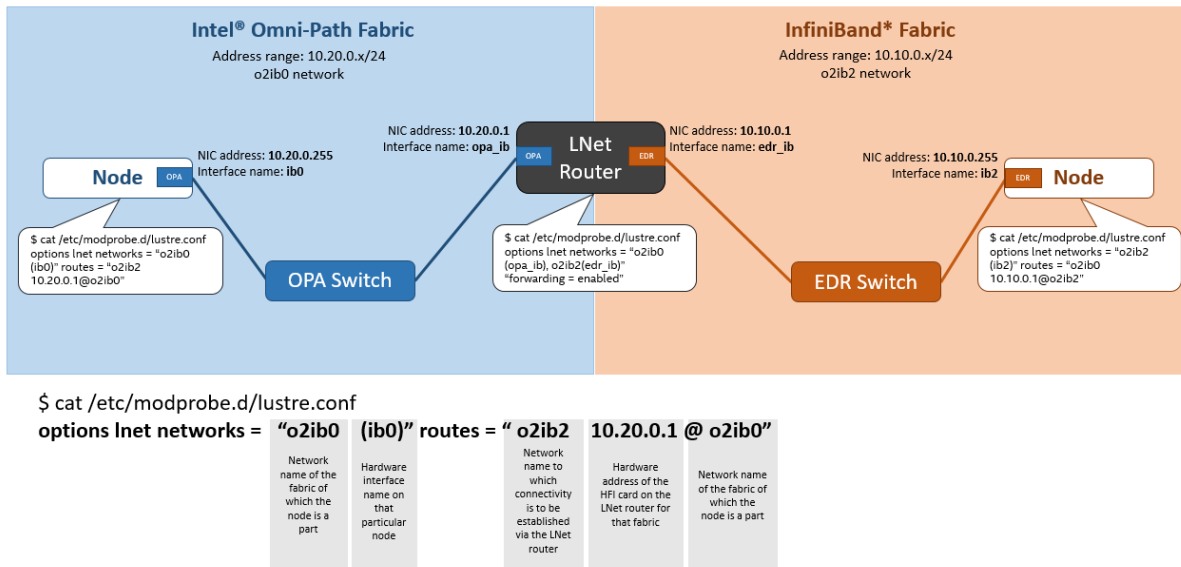 Intel® Omni-Path Fabric
Address range: 10.20.0.x/24
o2ib0 network
InfiniBand* Fabric
Address range: 10.10.0.x/24
o2ib2 network
NIC address: 10.20.0.1
Interface name: opa_ib
LNet
Router
OPA
EDR
NIC address: 10.10.0.1
Interface name: edr_ib
NIC address: 10.20.0.255
Interface name: ib0
Node
OPA
NIC address: 10.10.0.255
Interface name: ib2
EDR
Node
$ cat /etc/modprobe.d/lustre.conf
options lnet networks = “o2ib0
(ib0)” routes = “o2ib2
10.20.0.1@o2ib0”
$ cat /etc/modprobe.d/lustre.conf
options lnet networks = “o2ib0
(opa_ib), o2ib2(edr_ib)”
“forwarding = enabled”
$ cat /etc/modprobe.d/lustre.conf
options lnet networks = “o2ib2
(ib2)” routes = “o2ib0
10.10.0.1@o2ib2”
OPA Switch
EDR Switch
$ cat /etc/modprobe.d/lustre.conf
options lnet networks = “o2ib0 (ib0)” routes = “ o2ib2 10.20.0.1 @ o2ib0”
Network
name of the
fabric of
which the
node is a
part
Hardware
interface
name on
that
particular
node
Network
name to
which
connectivity
is to be
established
via the LNet
router
Hardware
address of the
HFI card on the
LNet router for
that fabric
Network name
of the fabric of
which the
node is a part